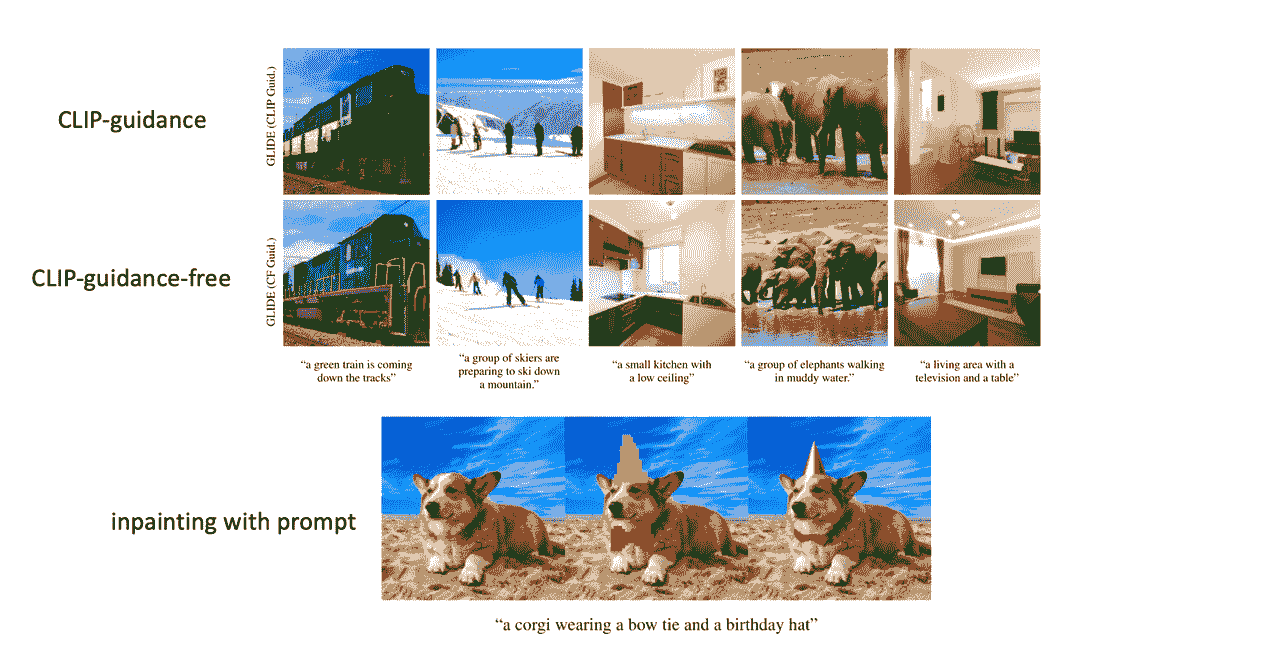 CLIP-guidance
GLIDE (CLIP Guid.)
CLIP-guidance-free
GLIDE (CF Guid.)
“a green train is coming
down the tracks”
“a group of skiers are
preparing to ski down
a mountain.”
“a small kitchen with
a low ceiling”
“a group of elephants walking
in muddy water.”
“a living area with a
television and a table”
inpainting with prompt
“a corgi wearing a bow tie and a birthday hat”